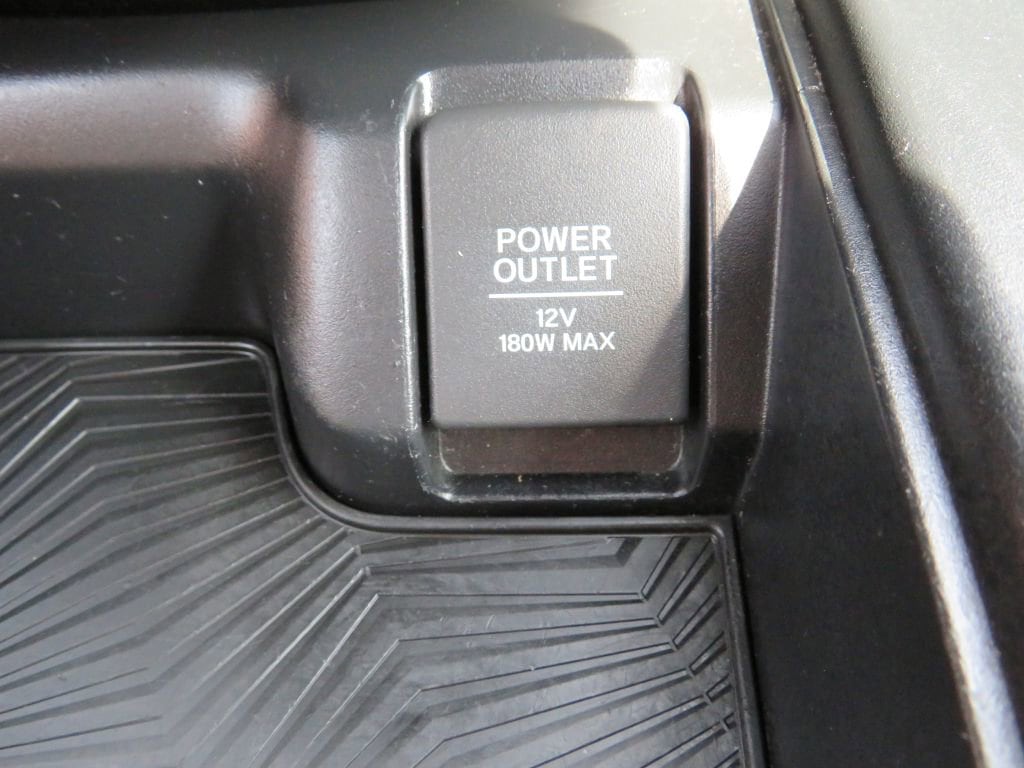 POWER
OUTLET
12V
180W MAX